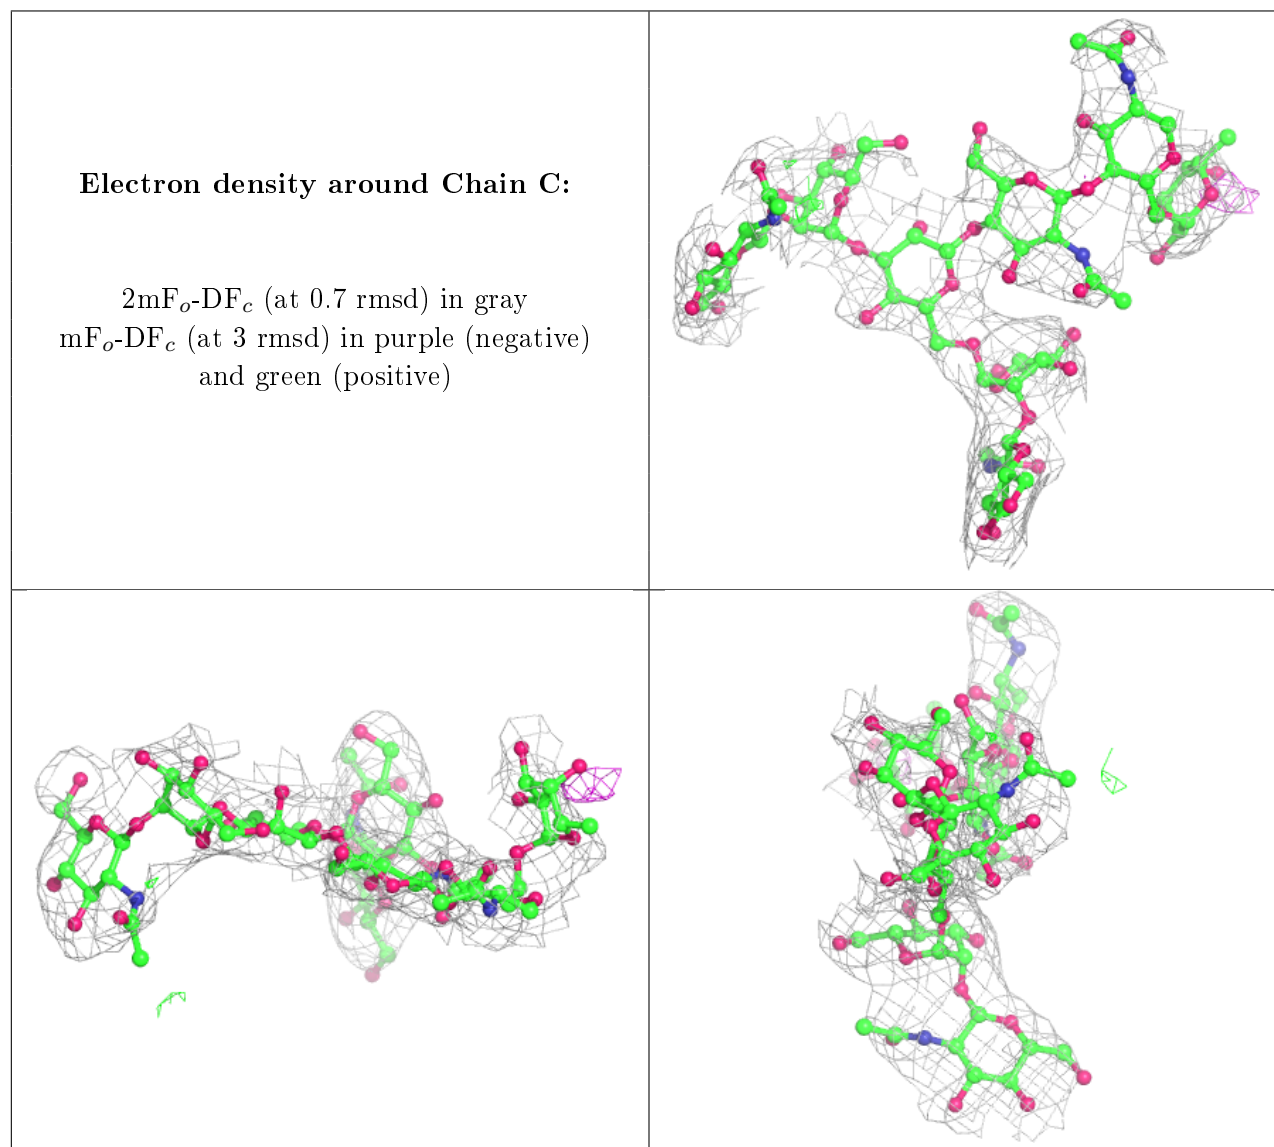 Electron density around Chain C:
2mFₒ-DF𝒸 (at 0.7 rmsd) in gray
mFₒ-DF𝒸 (at 3 rmsd) in purple (negative)
and green (positive)